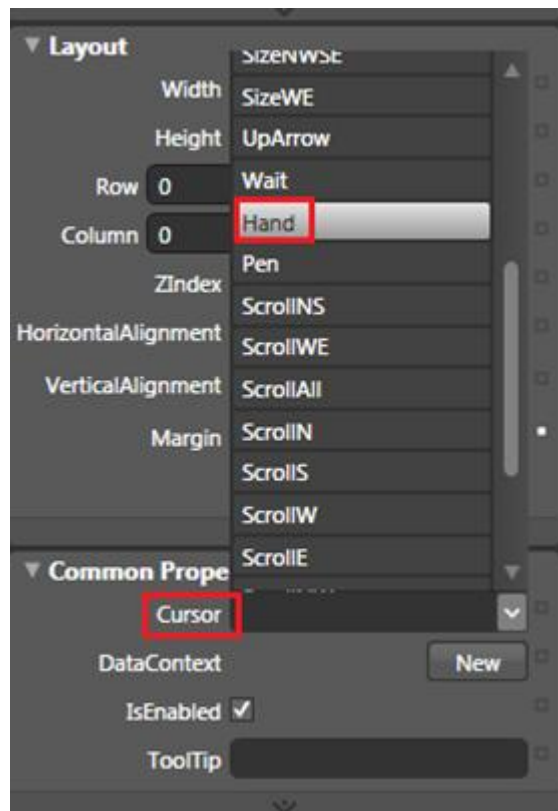 Layout
SizeNWSE
Width
SizeWE
Height
UpArrow
Row 0
Wait
Column 0
Hand
Pen
ZIndex
ScrollNS
HorizontalAlignment
ScrollWE
VerticalAlignment
ScrollAll
Margin
ScrollN
ScrollS
ScrollW
ScrollE
Common Prope
Cursor
DataContext
New
IsEnabled
ToolTip